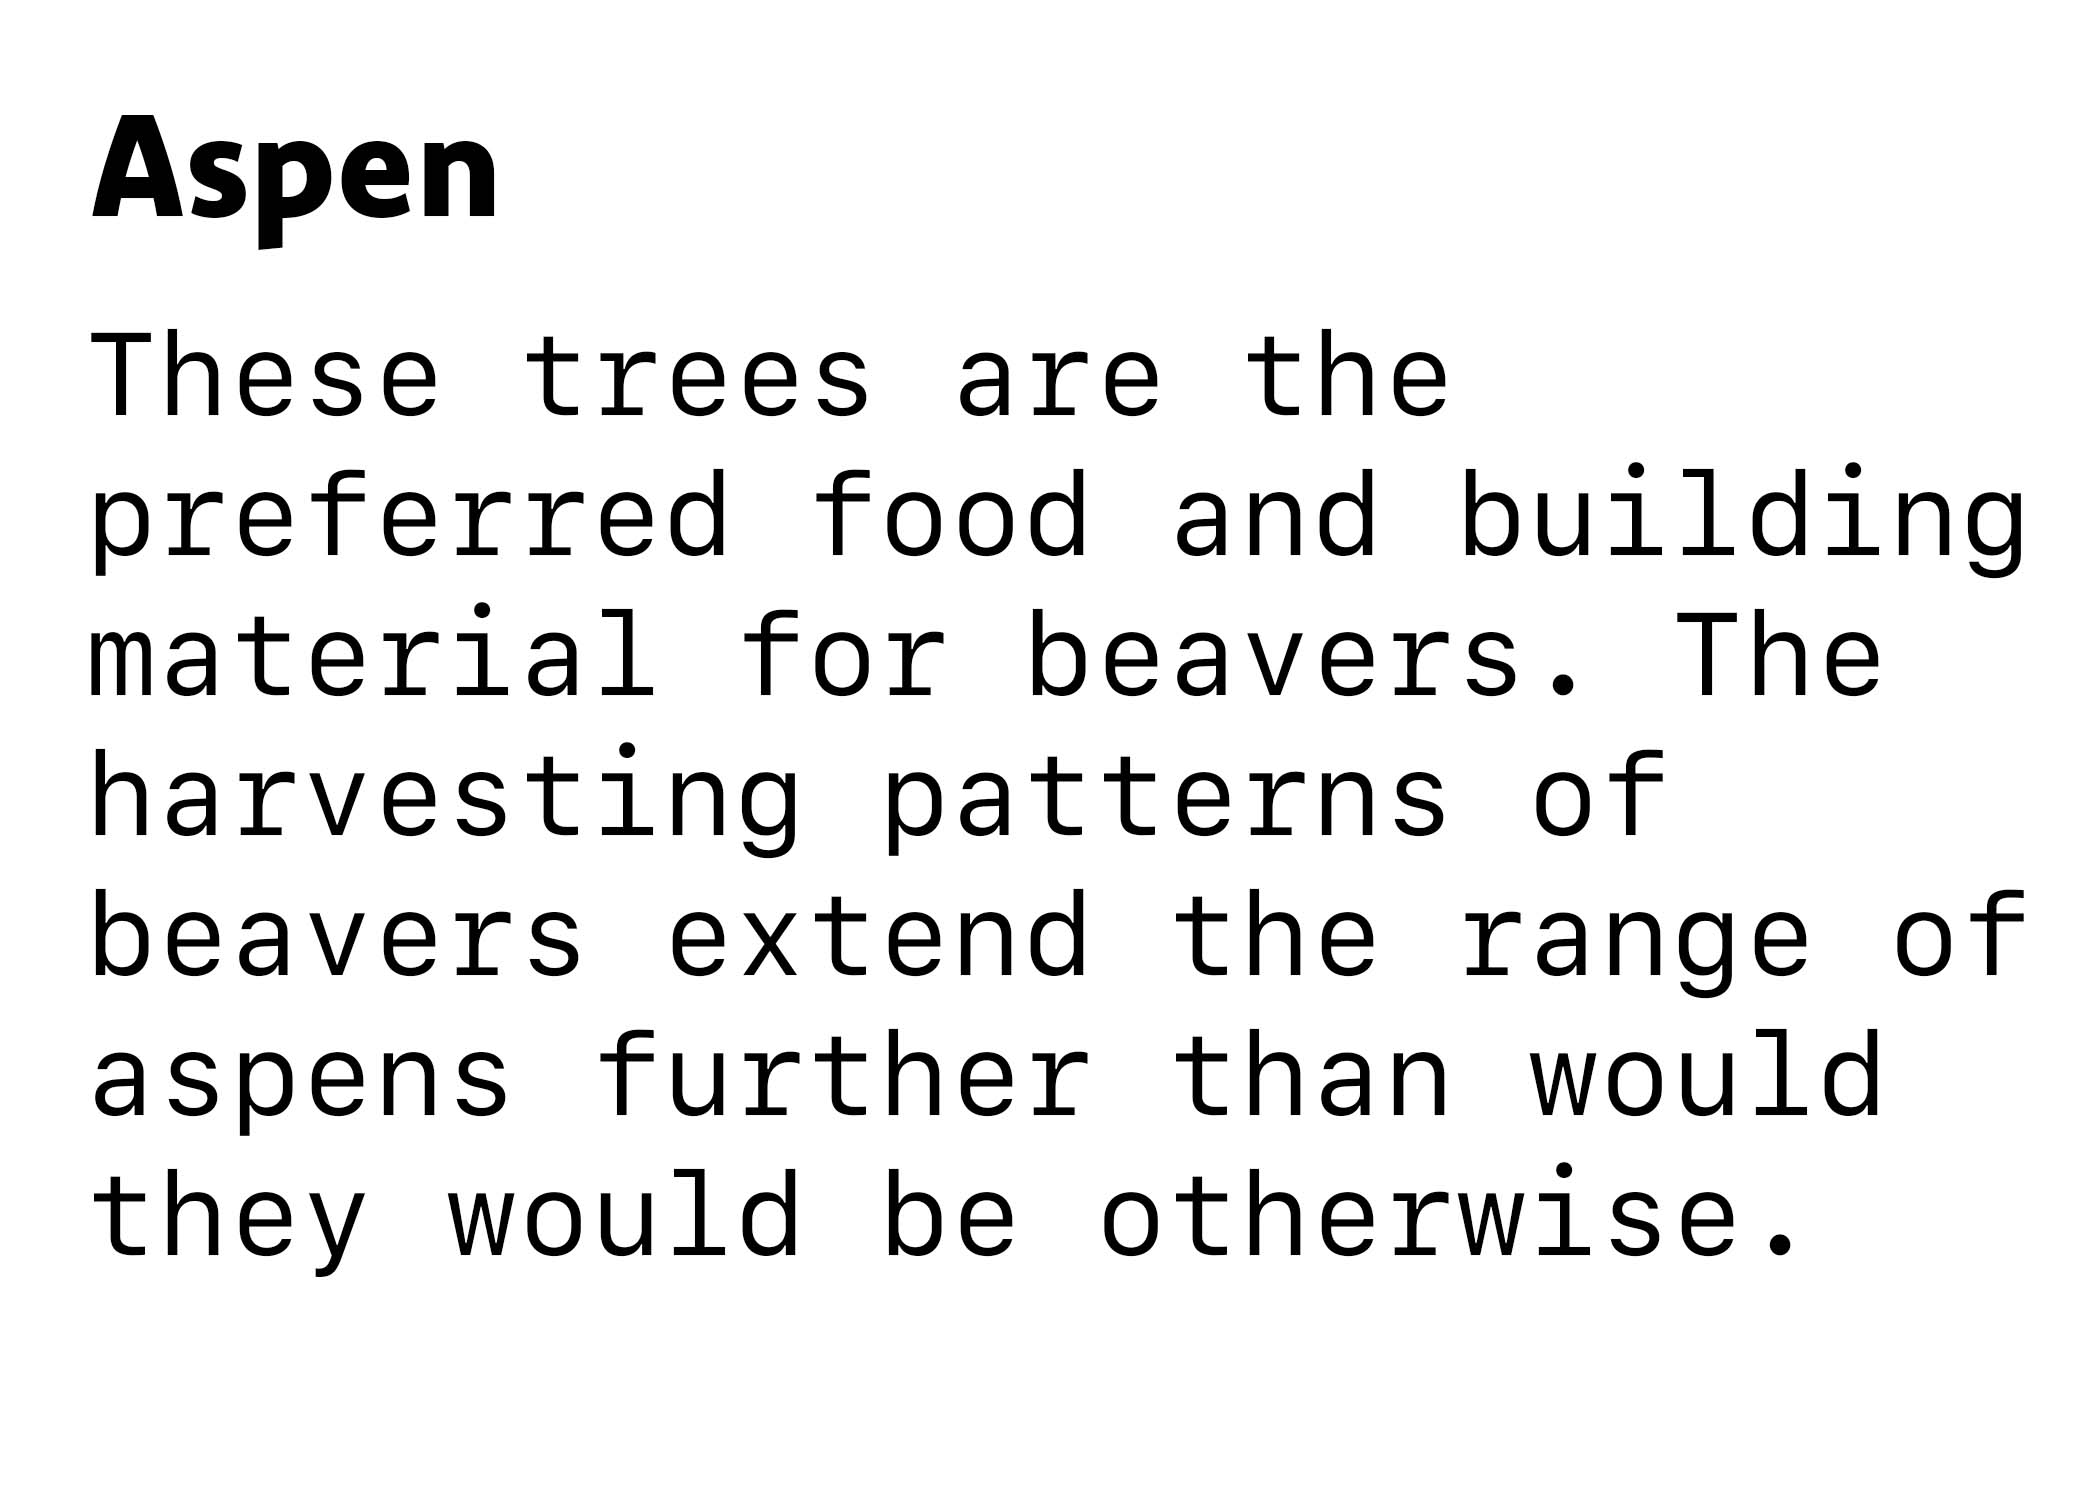 Aspen
These trees are the
preferred food and building
material for beavers. The
harvesting patterns of
beavers extend the range of
aspens further than would
they would be otherwise.